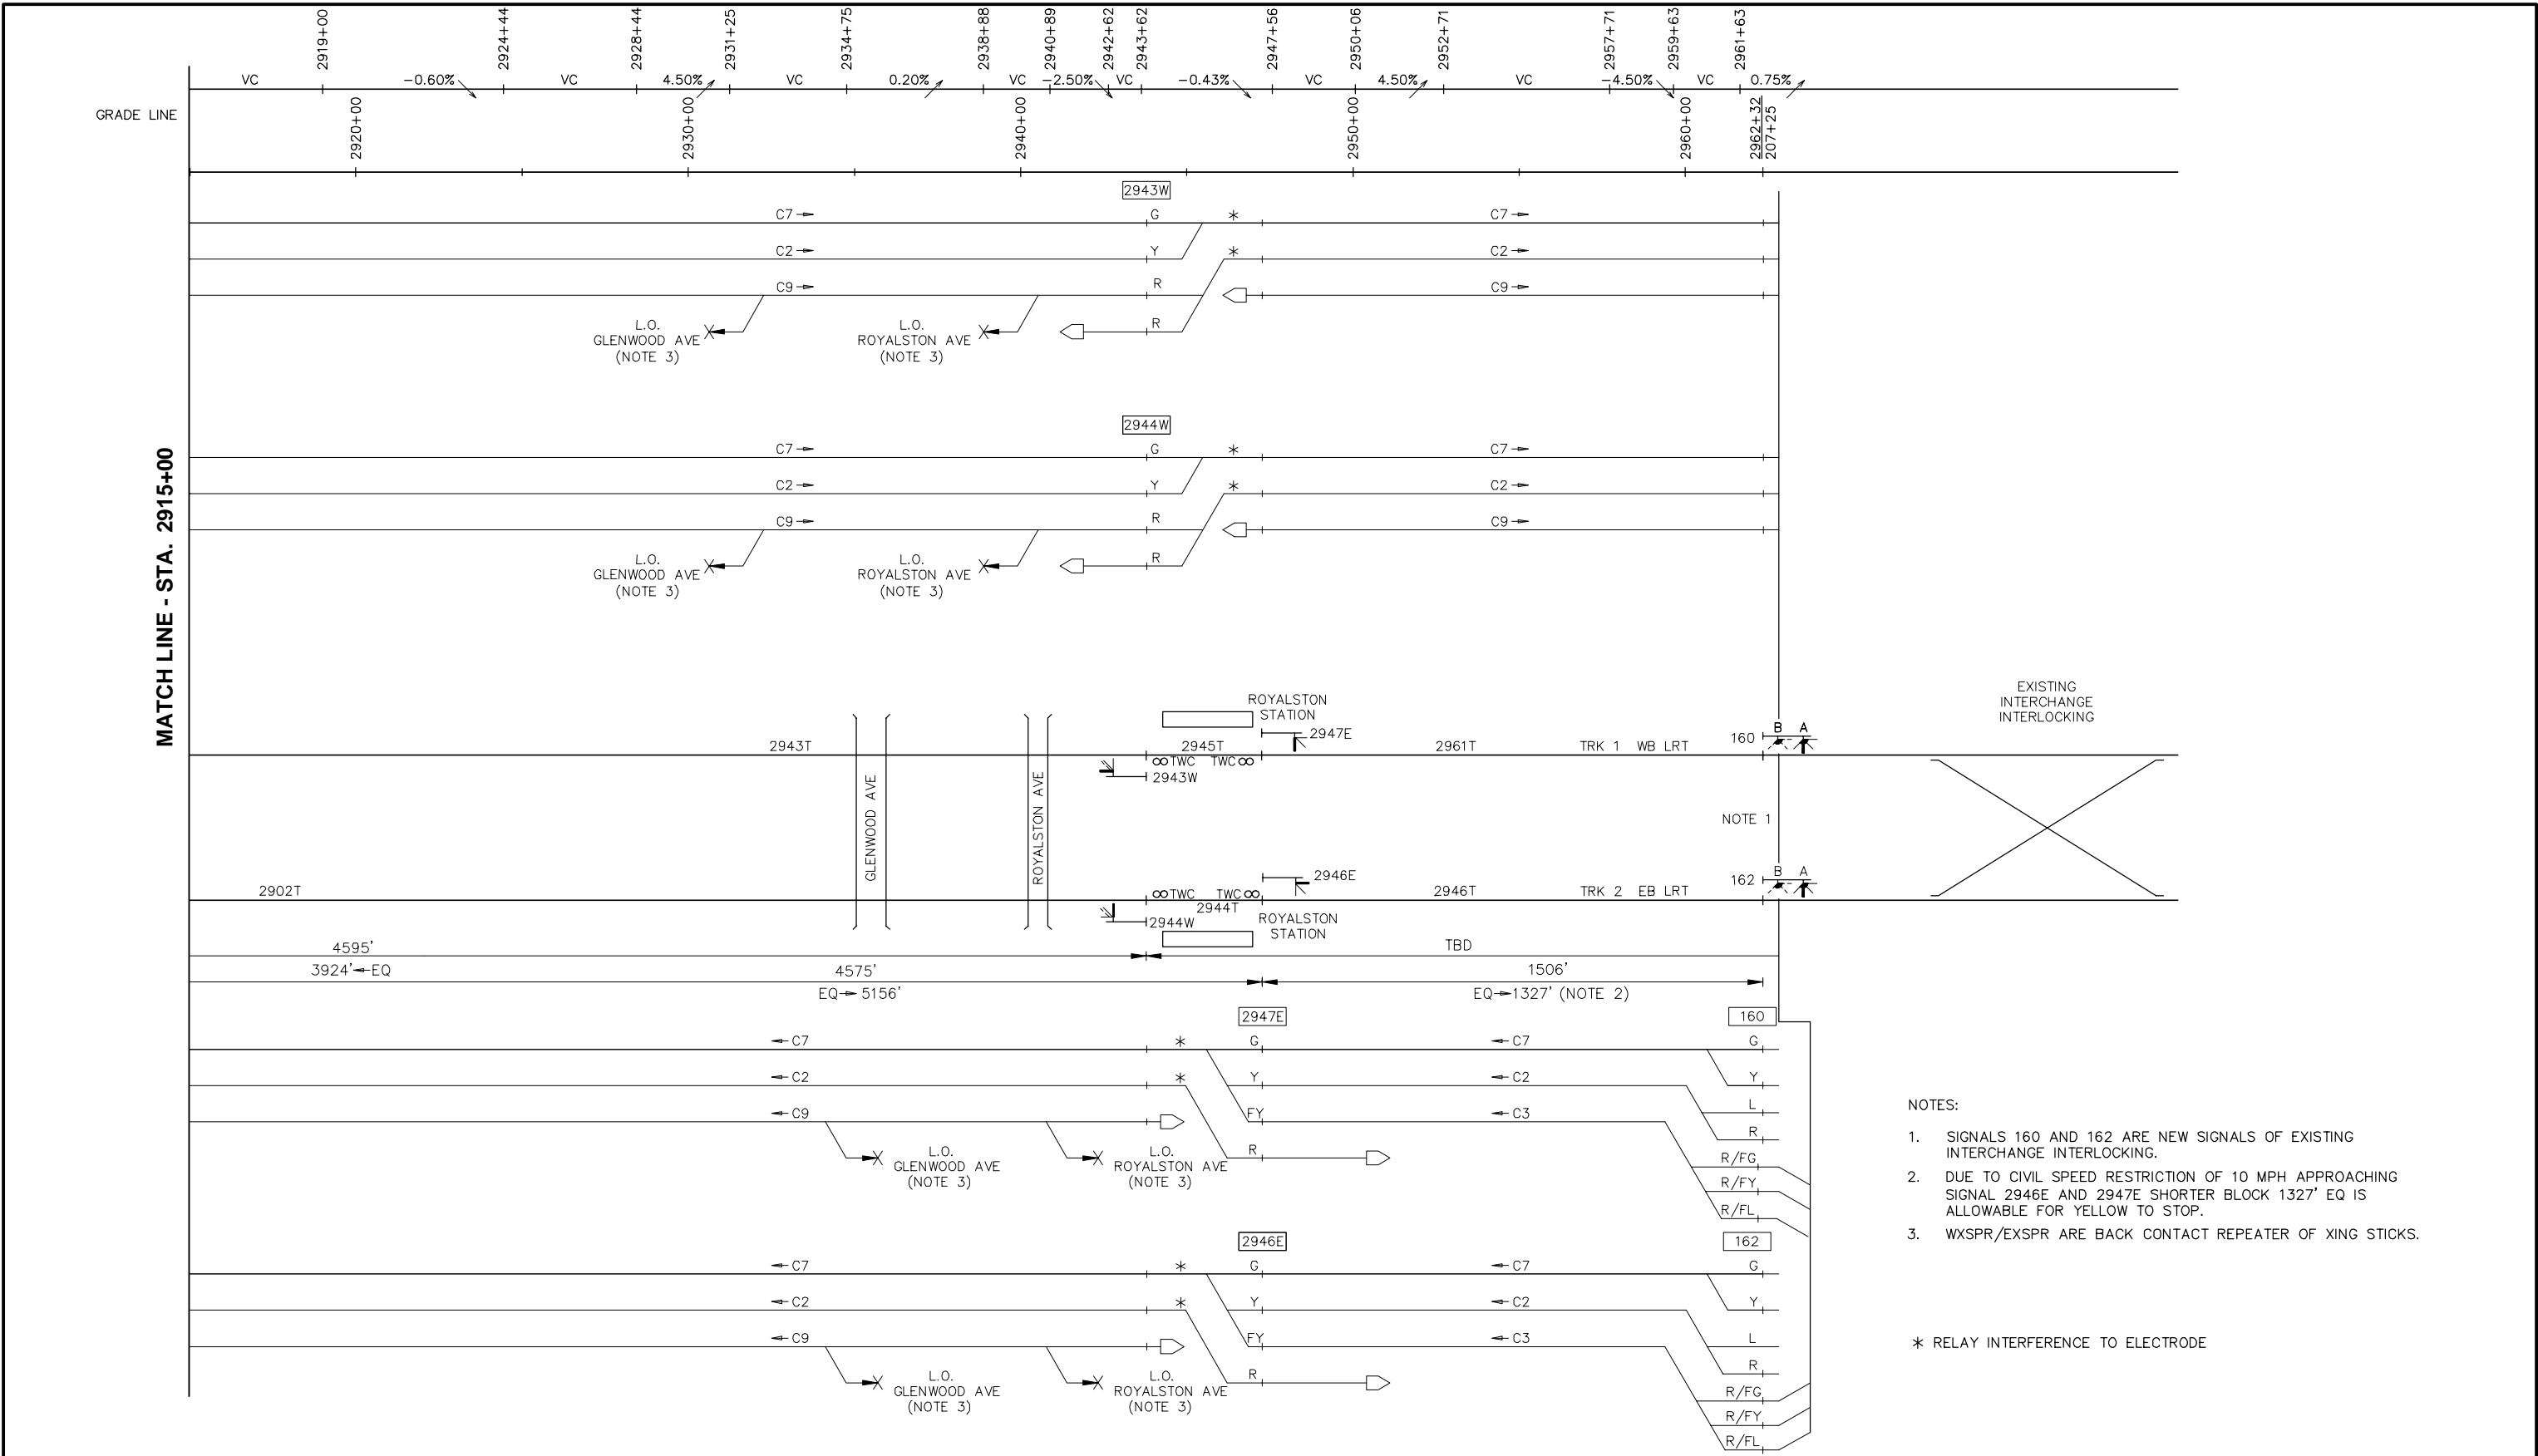 2919+00
2924+44
2928+44
2931+25
2934+75
2938+88
2940+89
2942+62
2943+62
2947+56
2950+06
2952+71
2957+71
2959+63
2961+63
VC -0.60% VC 4.50% VC 0.20% VC -2.50% VC -0.43% VC 4.50% VC -4.50% VC 0.75%
GRADE LINE
2920+00
2930+00
2940+00
2950+00
2960+00
2962+32
207+25
MATCH LINE - STA. 2915+00
2943W
C7 G * C7
C2 Y * C2
C9 R C9
R
L.O.
GLENWOOD AVE
(NOTE 3)
L.O.
ROYALSTON AVE
(NOTE 3)
2944W
C7 G * C7
C2 Y * C2
C9 R C9
R
L.O.
GLENWOOD AVE
(NOTE 3)
L.O.
ROYALSTON AVE
(NOTE 3)
ROYALSTON
STATION
2947E
EXISTING
INTERCHANGE
INTERLOCKING
2943T 2945T 2961T TRK 1 WB LRT 160 B A
TWC TWC
2943W
GLENWOOD AVE
ROYALSTON AVE
NOTE 1
2946E
2902T TWC TWC 2946T TRK 2 EB LRT 162 B A
2944T
2944W
ROYALSTON
STATION
4595' TBD
3924' EQ 4575' 1506'
EQ 5156' EQ 1327' (NOTE 2)
2947E 160
C7 * G C7 G
C2 * Y C2 Y
C9 FY C3 L
R
R
L.O.
GLENWOOD AVE
(NOTE 3)
L.O.
ROYALSTON AVE
(NOTE 3)
R/FG
R/FY
R/FL
2946E 162
C7 * G C7 G
C2 * Y C2 Y
C9 FY C3 L
R
R
L.O.
GLENWOOD AVE
(NOTE 3)
L.O.
ROYALSTON AVE
(NOTE 3)
R/FG
R/FY
R/FL
NOTES:
1. SIGNALS 160 AND 162 ARE NEW SIGNALS OF EXISTING
INTERCHANGE INTERLOCKING.
2. DUE TO CIVIL SPEED RESTRICTION OF 10 MPH APPROACHING
SIGNAL 2946E AND 2947E SHORTER BLOCK 1327' EQ IS
ALLOWABLE FOR YELLOW TO STOP.
3. WXSPR/EXSPR ARE BACK CONTACT REPEATER OF XING STICKS.
* RELAY INTERFERENCE TO ELECTRODE